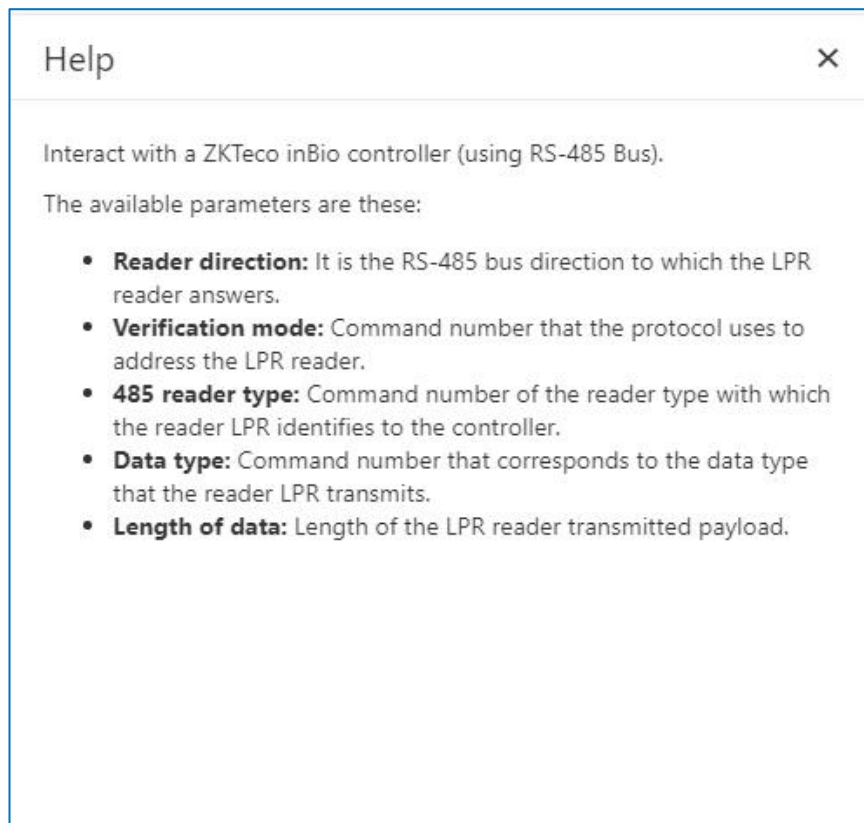 Help
Interact with a ZKTeco inBio controller (using RS-485 Bus).
The available parameters are these:
• Reader direction: It is the RS-485 bus direction to which the LPR
reader answers.
• Verification mode: Command number that the protocol uses to
address the LPR reader.
• 485 reader type: Command number of the reader type with which
the reader LPR identifies to the controller.
• Data type: Command number that corresponds to the data type
that the reader LPR transmits.
• Length of data: Length of the LPR reader transmitted payload.